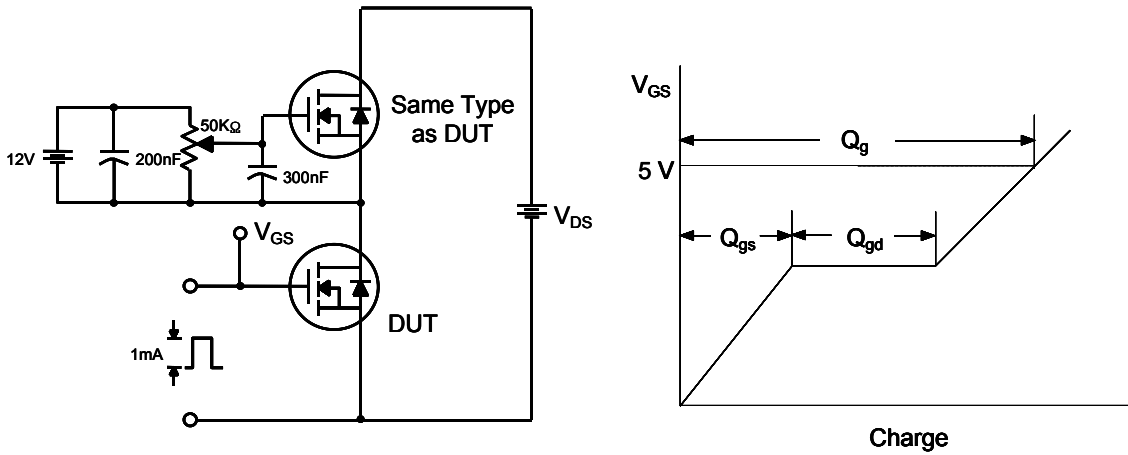 Same Type
as DUT
50KΩ
12V
200nF
300nF
V_GS
V_DS
DUT
1mA
V_GS
Q_g
5 V
Q_gs
Q_gd
Charge